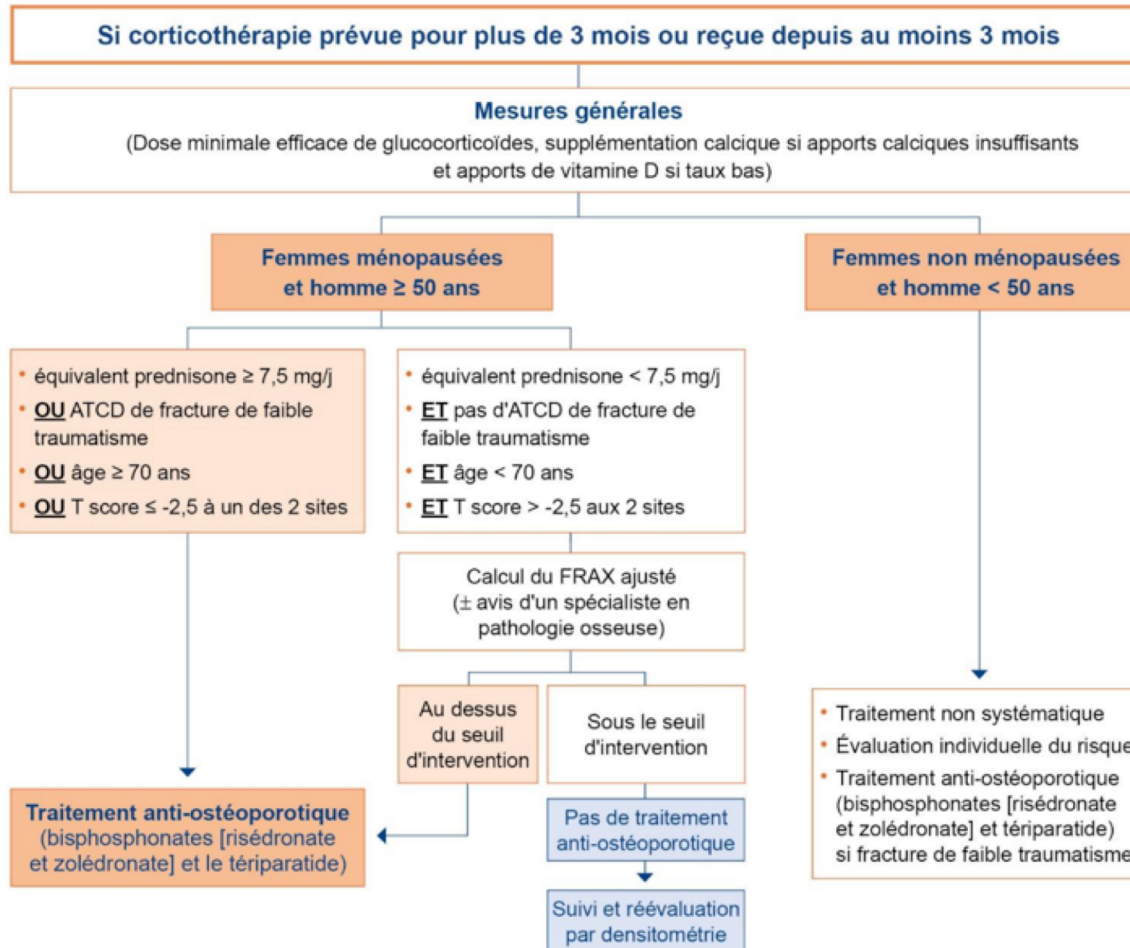 Si corticothérapie prévue pour plus de 3 mois ou reçue depuis au moins 3 mois
Mesures générales
(Dose minimale efficace de glucocorticoïdes, supplémentation calcique si apports calciques insuffisants
et apports de vitamine D si taux bas)
Femmes ménopausées
et homme ≥ 50 ans
Femmes non ménopausées
et homme < 50 ans
• équivalent prednisone ≥ 7,5 mg/j
• OU ATCD de fracture de faible
traumatisme
• OU âge ≥ 70 ans
• OU T score ≤ -2,5 à un des 2 sites
• équivalent prednisone < 7,5 mg/j
• ET pas d'ATCD de fracture de
faible traumatisme
• ET âge < 70 ans
• ET T score > -2,5 aux 2 sites
Calcul du FRAX ajusté
(± avis d'un spécialiste en
pathologie osseuse)
Au dessus
du seuil
d'intervention
Sous le seuil
d'intervention
Traitement anti-ostéoporotique
(bisphosphonates [risédronate
et zolédronate] et le tériparatide)
Pas de traitement
anti-ostéoporotique
Suivi et réévaluation
par densitométrie
• Traitement non systématique
• Évaluation individuelle du risque
• Traitement anti-ostéoporotique
(bisphosphonates [risédronate
et zolédronate] et tériparatide)
si fracture de faible traumatisme